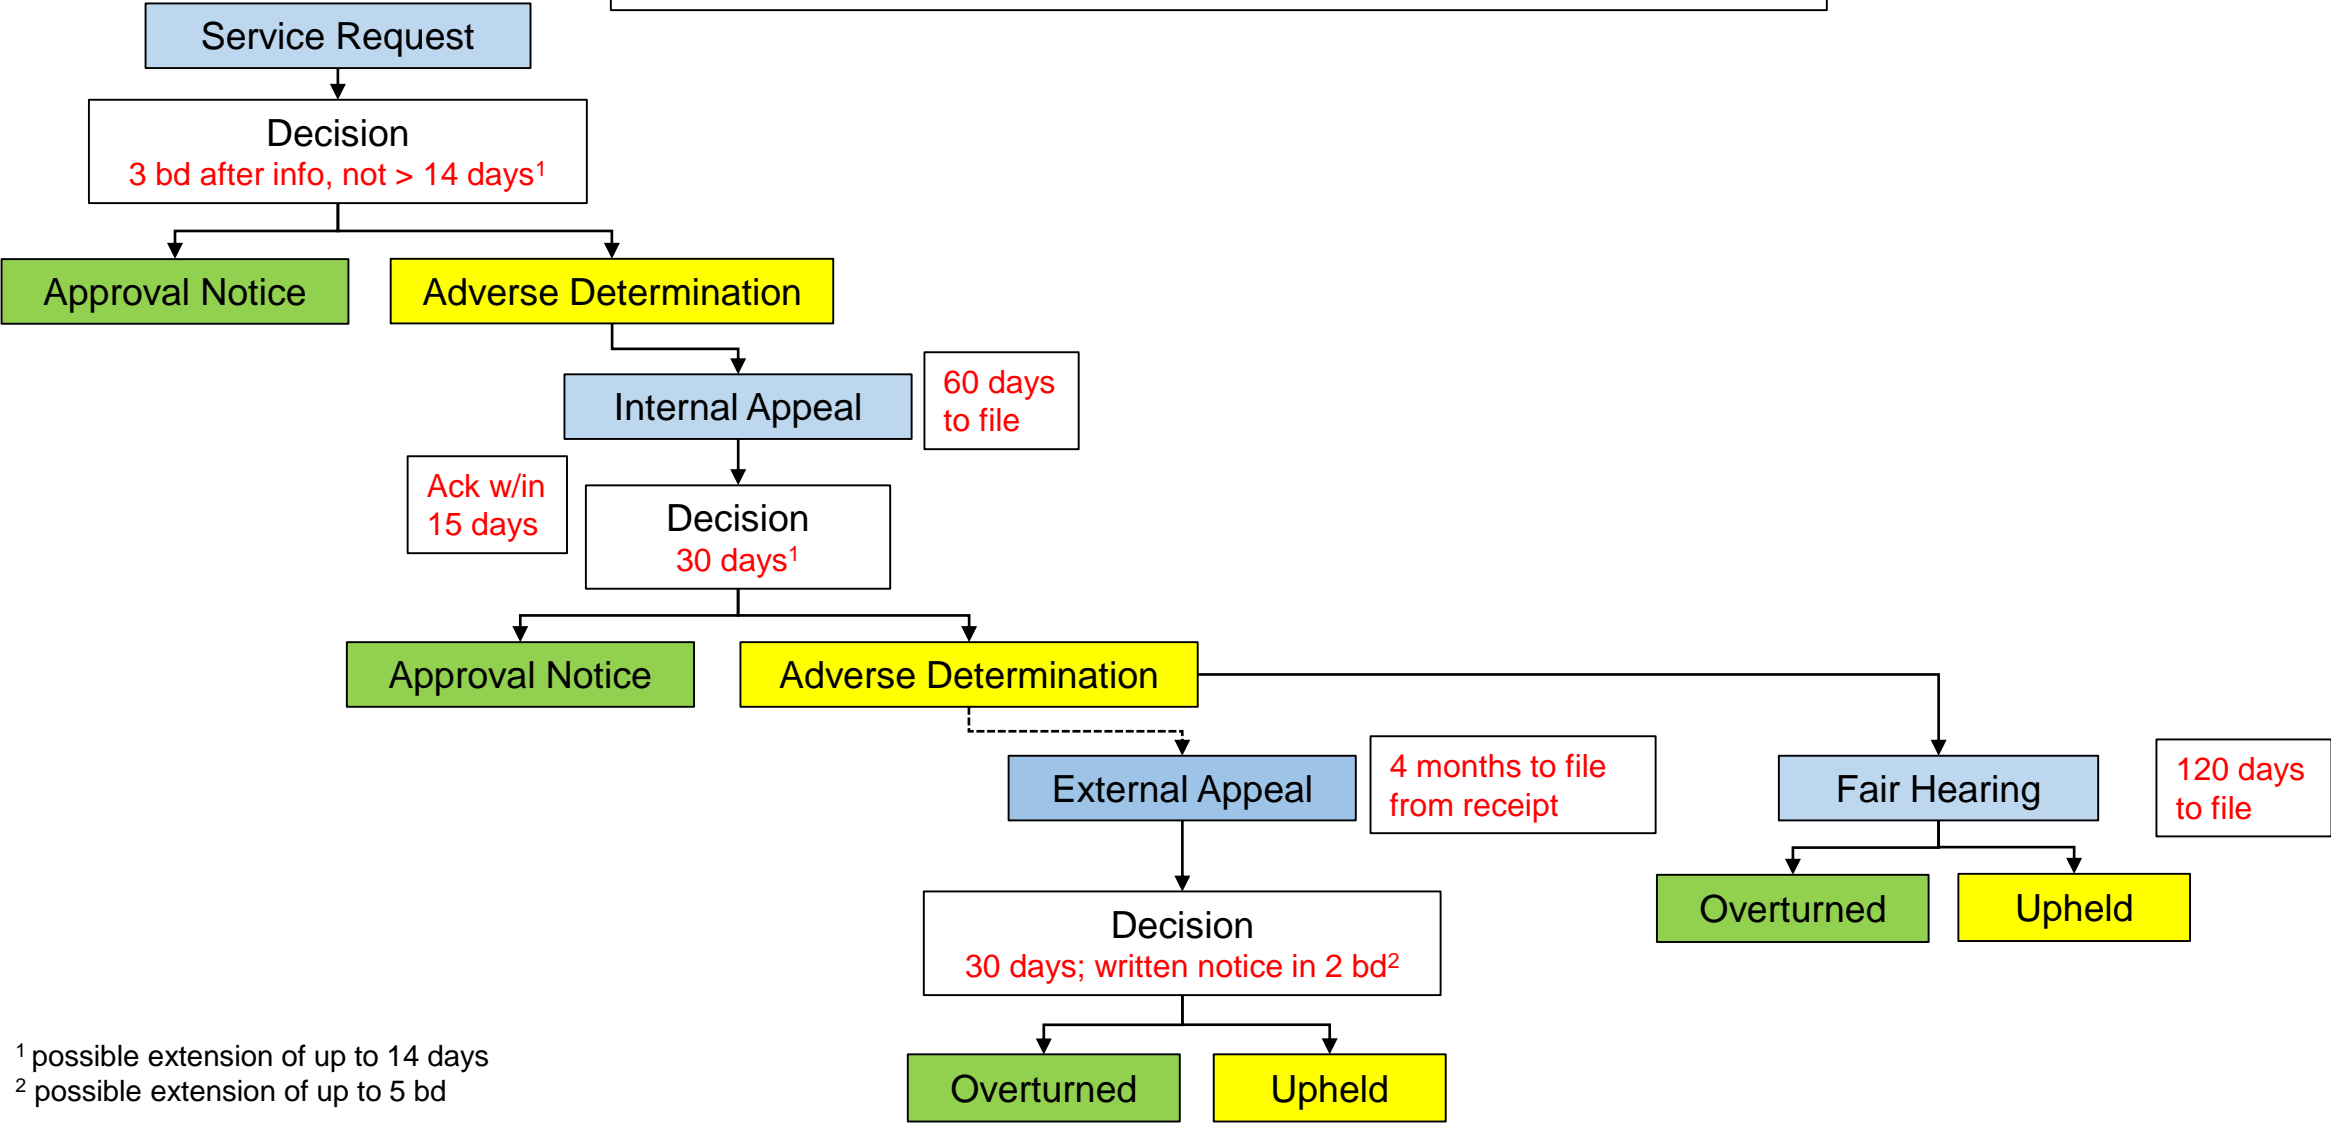 Service Request
Decision
3 bd after info, not > 14 days¹
Approval Notice
Adverse Determination
Internal Appeal
60 days
to file
Ack w/in
15 days
Decision
30 days¹
Approval Notice
Adverse Determination
External Appeal
4 months to file
from receipt
Fair Hearing
120 days
to file
Overturned
Upheld
Decision
30 days; written notice in 2 bd²
Overturned
Upheld
¹ possible extension of up to 14 days
² possible extension of up to 5 bd